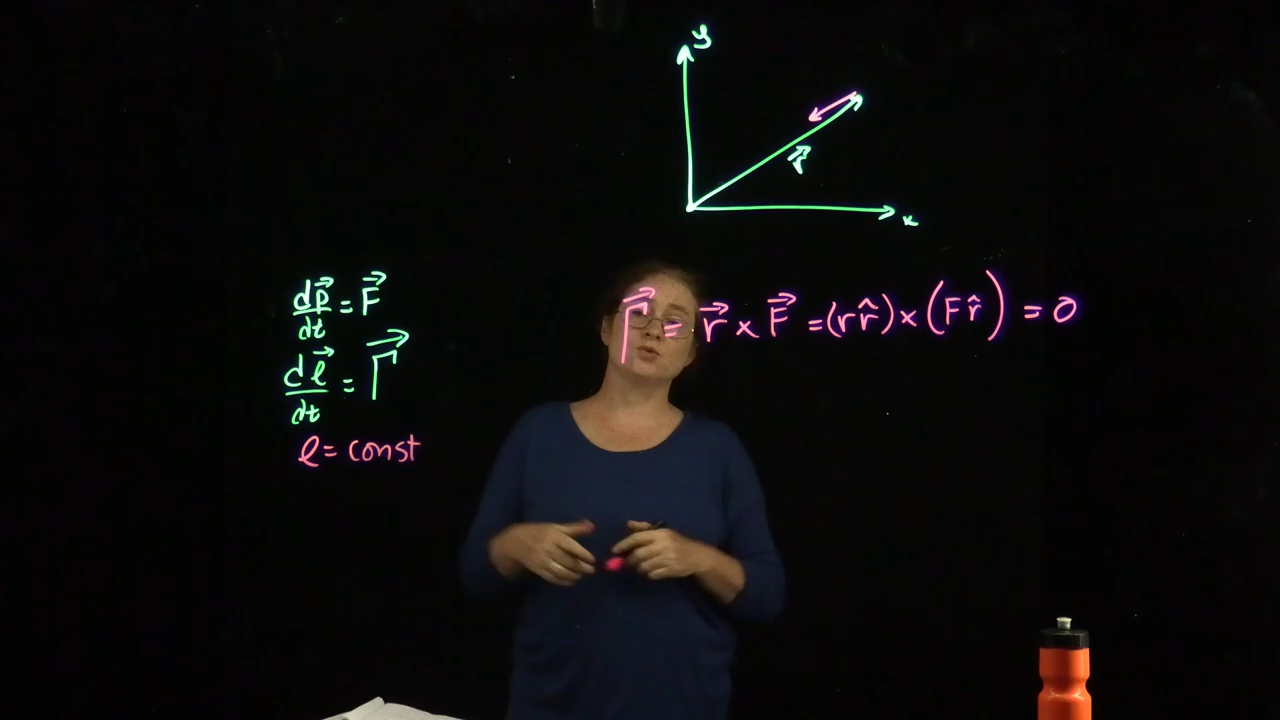 y
r⃗
x
dp⃗/dt = F⃗
Γ⃗ = r⃗ × F⃗ = (r r̂) × (F r̂) = 0
dℓ⃗/dt = Γ⃗
ℓ = const